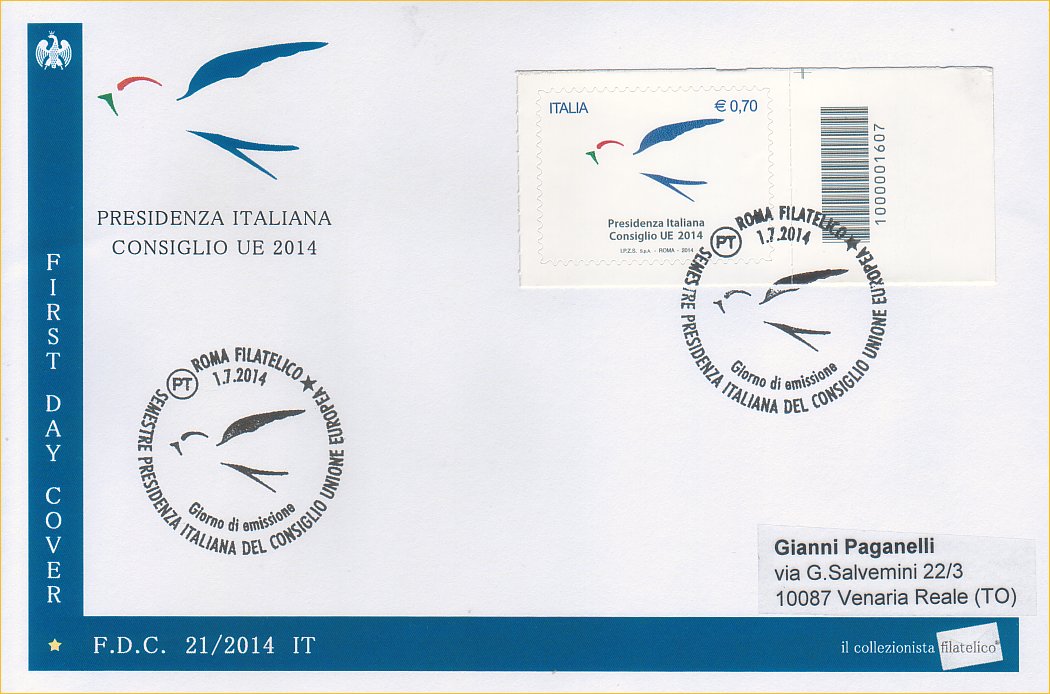 PRESIDENZA ITALIANA
CONSIGLIO UE 2014
FIRST DAY COVER
ITALIA
€ 0,70
Presidenza Italiana
Consiglio UE 2014
I.P.Z.S. S.p.A. - ROMA - 2014
1000001607
PT ROMA FILATELICO
1.7.2014
Giorno di emissione
SEMESTRE PRESIDENZA ITALIANA DEL CONSIGLIO UNIONE EUROPEA
PT ROMA FILATELICO
1.7.2014
Giorno di emissione
SEMESTRE PRESIDENZA ITALIANA DEL CONSIGLIO UNIONE EUROPEA
Gianni Paganelli
via G.Salvemini 22/3
10087 Venaria Reale (TO)
F.D.C. 21/2014 IT
il collezionista filatelico®